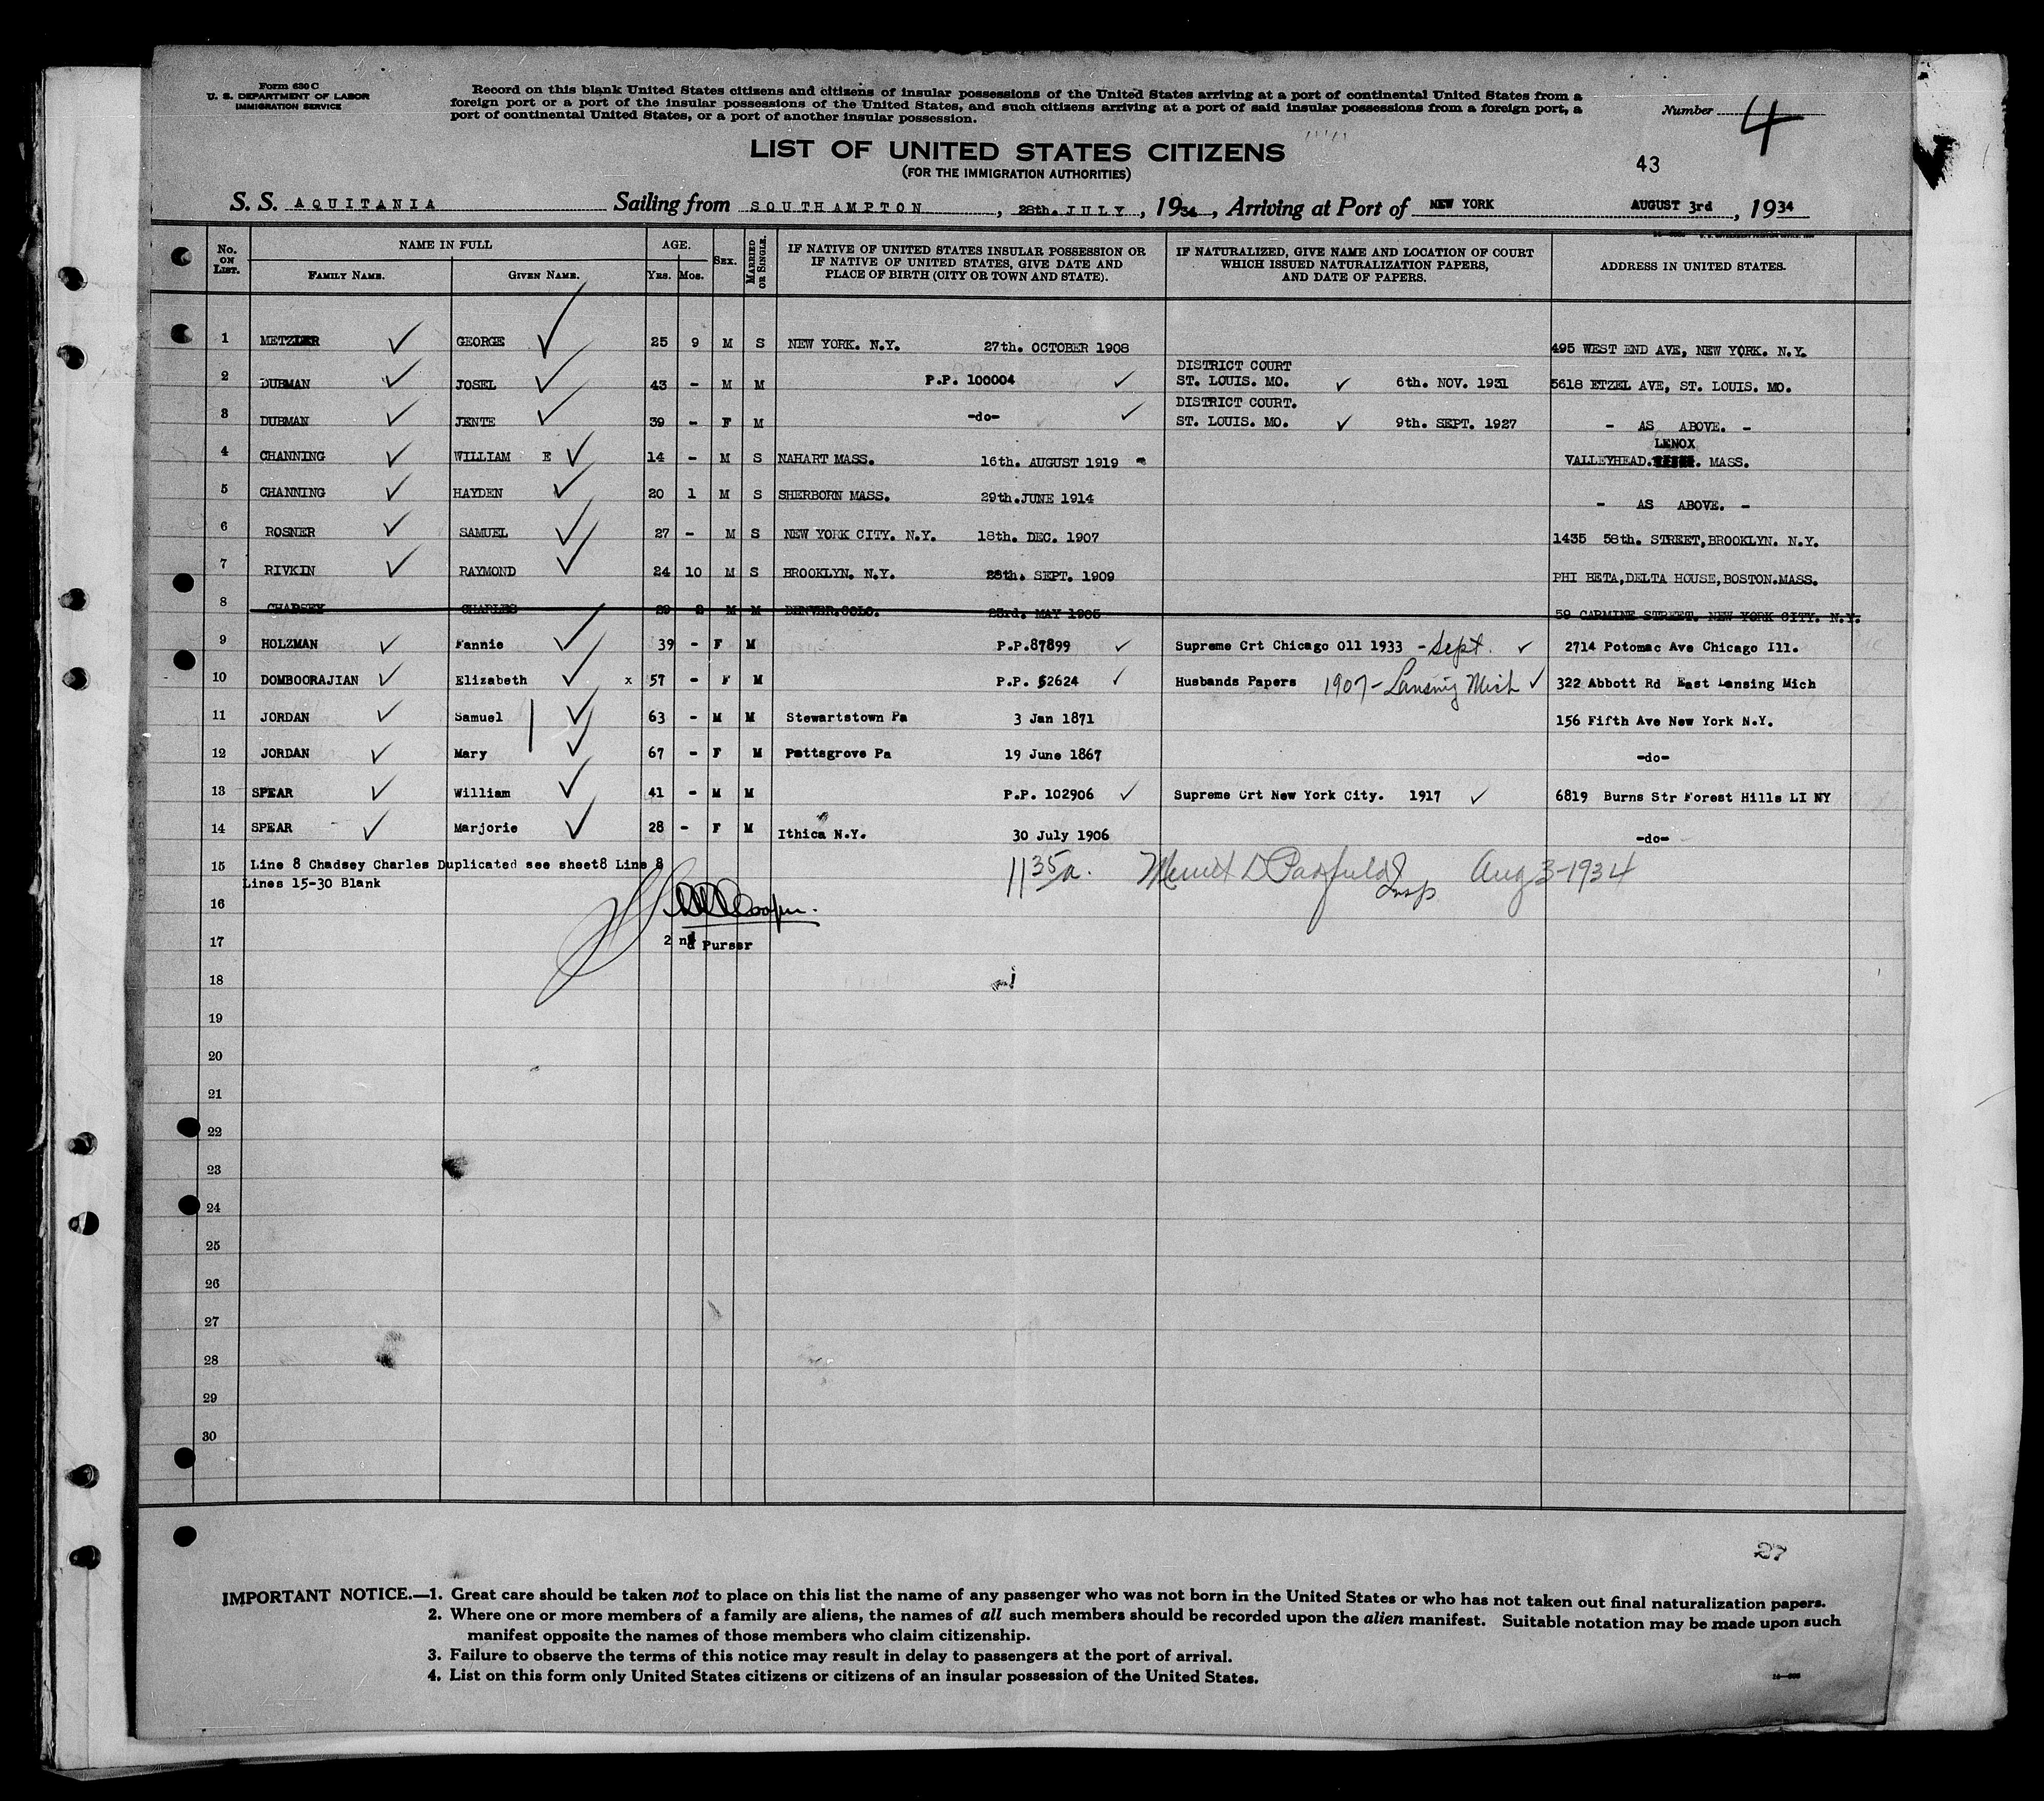 Form 630 C
U. S. DEPARTMENT OF LABOR
IMMIGRATION SERVICE
Record on this blank United States citizens and citizens of insular possessions of the United States arriving at a port of continental United States from a
foreign port or a port of the insular possessions of the United States, and such citizens arriving at a port of said insular possessions from a foreign port, a
port of continental United States, or a port of another insular possession.
Number 4
LIST OF UNITED STATES CITIZENS
(FOR THE IMMIGRATION AUTHORITIES)
43
S. S. AQUITANIA Sailing from SOUTHAMPTON, 28th. JULY, 1934, Arriving at Port of NEW YORK AUGUST 3rd, 1934
No. ON LIST. NAME IN FULL FAMILY NAME. GIVEN NAME. AGE. YRS. MOS. SEX. MARRIED OR SINGLE. IF NATIVE OF UNITED STATES INSULAR POSSESSION OR IF NATIVE OF UNITED STATES, GIVE DATE AND PLACE OF BIRTH (CITY OR TOWN AND STATE). IF NATURALIZED, GIVE NAME AND LOCATION OF COURT WHICH ISSUED NATURALIZATION PAPERS, AND DATE OF PAPERS. ADDRESS IN UNITED STATES.
1 METZLER GEORGE 25 9 M S NEW YORK. N.Y. 27th. OCTOBER 1908 495 WEST END AVE, NEW YORK. N.Y.
2 DUBMAN JOSEL 43 - M M P.P. 100004 DISTRICT COURT ST. LOUIS. MO. 6th. NOV. 1931 5618 ETZEL AVE, ST. LOUIS. MO.
3 DUBMAN JENTE 39 - F M -do- DISTRICT COURT. ST. LOUIS. MO. 9th. SEPT. 1927 - AS ABOVE. -
4 CHANNING WILLIAM E 14 - M S NAHART MASS. 16th. AUGUST 1919 VALLEYHEAD. LENOX. MASS.
5 CHANNING HAYDEN 20 1 M S SHERBORN MASS. 29th. JUNE 1914 - AS ABOVE. -
6 ROSNER SAMUEL 27 - M S NEW YORK CITY. N.Y. 18th. DEC. 1907 1435 58th. STREET, BROOKLYN. N.Y.
7 RIVKIN RAYMOND 24 10 M S BROOKLYN. N.Y. 28th. SEPT. 1909 PHI BETA, DELTA HOUSE, BOSTON. MASS.
8 CHADSEY CHARLES 29 2 M M DENVER. COLO. 23rd. MAY 1905 59 CARMINE STREET. NEW YORK CITY. N.Y.
9 HOLZMAN Fannie 39 - F M P.P.87899 Supreme Crt Chicago Oll 1933 - Sept. 2714 Potomac Ave Chicago Ill.
10 DOMBOORAJIAN Elizabeth x 57 - F M P.P. 52624 Husbands Papers 1907 - Lansing Mich 322 Abbott Rd East Lansing Mich
11 JORDAN Samuel 63 - M M Stewartstown Pa 3 Jan 1871 156 Fifth Ave New York N.Y.
12 JORDAN Mary 67 - F M Pottsgrove Pa 19 June 1867 -do-
13 SPEAR William 41 - M M P.P. 102906 Supreme Crt New York City. 1917 6819 Burns Str Forest Hills LI NY
14 SPEAR Marjorie 28 - F M Ithica N.Y. 30 July 1906 -do-
15 Line 8 Chadsey Charles Duplicated see sheet8 Line 8
Lines 15-30 Blank
1135/a. Merrit D Padfield Insp Aug 3-1934
16 Cooper.
17 2nd Purser
18
19
20
21
22
23
24
25
26
27
28
29
30
27
IMPORTANT NOTICE.—1. Great care should be taken not to place on this list the name of any passenger who was not born in the United States or who has not taken out final naturalization papers.
2. Where one or more members of a family are aliens, the names of all such members should be recorded upon the alien manifest. Suitable notation may be made upon such
manifest opposite the names of those members who claim citizenship.
3. Failure to observe the terms of this notice may result in delay to passengers at the port of arrival.
4. List on this form only United States citizens or citizens of an insular possession of the United States.